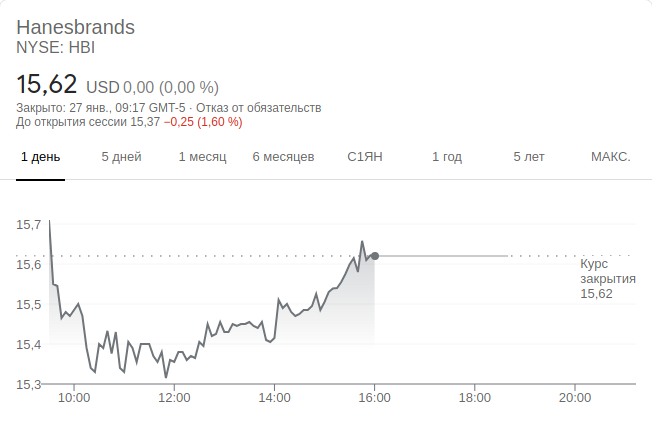 Hanesbrands
NYSE: HBI
15,62 USD 0,00 (0,00 %)
Закрыто: 27 янв., 09:17 GMT-5 · Отказ от обязательств
До открытия сессии 15,37 −0,25 (1,60 %)
1 день 5 дней 1 месяц 6 месяцев С1ЯН 1 год 5 лет МАКС.
15,7
15,6
15,5
15,4
15,3
Курс
закрытия
15,62
10:00 12:00 14:00 16:00 18:00 20:00